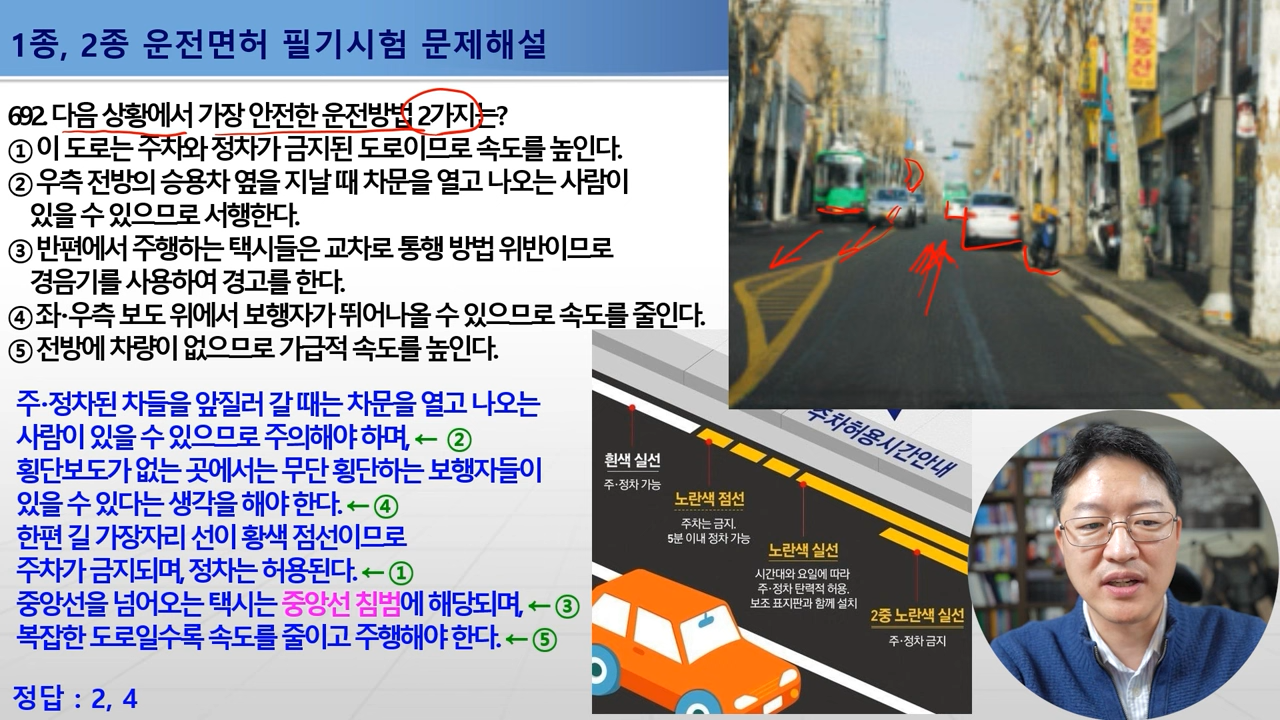 1종, 2종 운전면허 필기시험 문제해설
692. 다음 상황에서 가장 안전한 운전방법 2가지는?
① 이 도로는 주차와 정차가 금지된 도로이므로 속도를 높인다.
② 우측 전방의 승용차 옆을 지날 때 차문을 열고 나오는 사람이
있을 수 있으므로 서행한다.
③ 반편에서 주행하는 택시들은 교차로 통행 방법 위반이므로
경음기를 사용하여 경고를 한다.
④ 좌·우측 보도 위에서 보행자가 뛰어나올 수 있으므로 속도를 줄인다.
⑤ 전방에 차량이 없으므로 가급적 속도를 높인다.
주·정차된 차들을 앞질러 갈 때는 차문을 열고 나오는
사람이 있을 수 있으므로 주의해야 하며, ← ②
횡단보도가 없는 곳에서는 무단 횡단하는 보행자들이
있을 수 있다는 생각을 해야 한다. ← ④
한편 길 가장자리 선이 황색 점선이므로
주차가 금지되며, 정차는 허용된다. ← ①
중앙선을 넘어오는 택시는 중앙선 침범에 해당되며, ← ③
복잡한 도로일수록 속도를 줄이고 주행해야 한다. ← ⑤
정답 : 2, 4
부동산
주차허용시간안내
흰색 실선
주·정차 가능
노란색 점선
주차는 금지,
5분 이내 정차 가능
노란색 실선
시간대와 요일에 따라
주·정차 탄력적 허용.
보조 표지판과 함께 설치
2중 노란색 실선
주·정차 금지